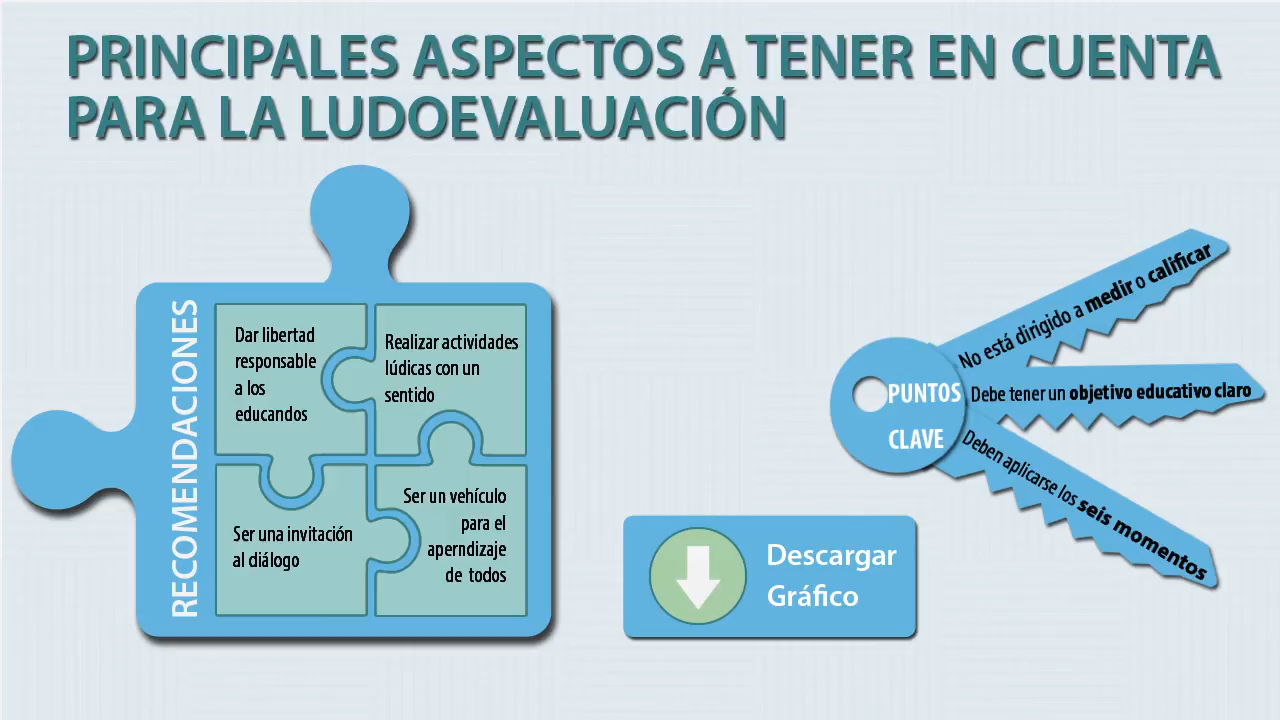 PRINCIPALES ASPECTOS A TENER EN CUENTA
PARA LA LUDOEVALUACIÓN
RECOMENDACIONES
Dar libertad
responsable
a los
educandos
Realizar actividades
lúdicas con un
sentido
Ser una invitación
al diálogo
Ser un vehículo
para el
aperndizaje
de todos
Descargar
Gráfico
PUNTOS
CLAVE
No está dirigido a medir o calificar
Debe tener un objetivo educativo claro
Deben aplicarse los seis momentos